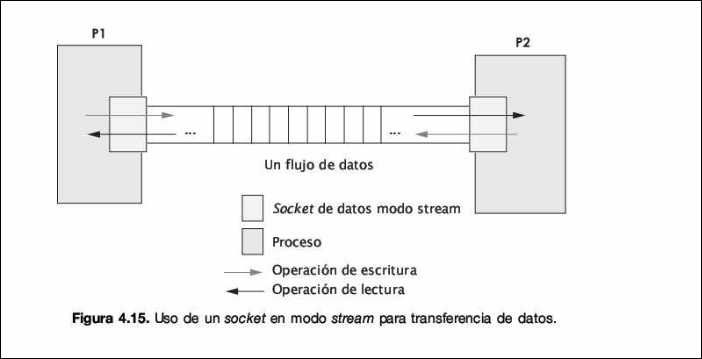 P1
P2
...
...
Un flujo de datos
Socket de datos modo stream
Proceso
Operación de escritura
Operación de lectura
Figura 4.15. Uso de un socket en modo stream para transferencia de datos.